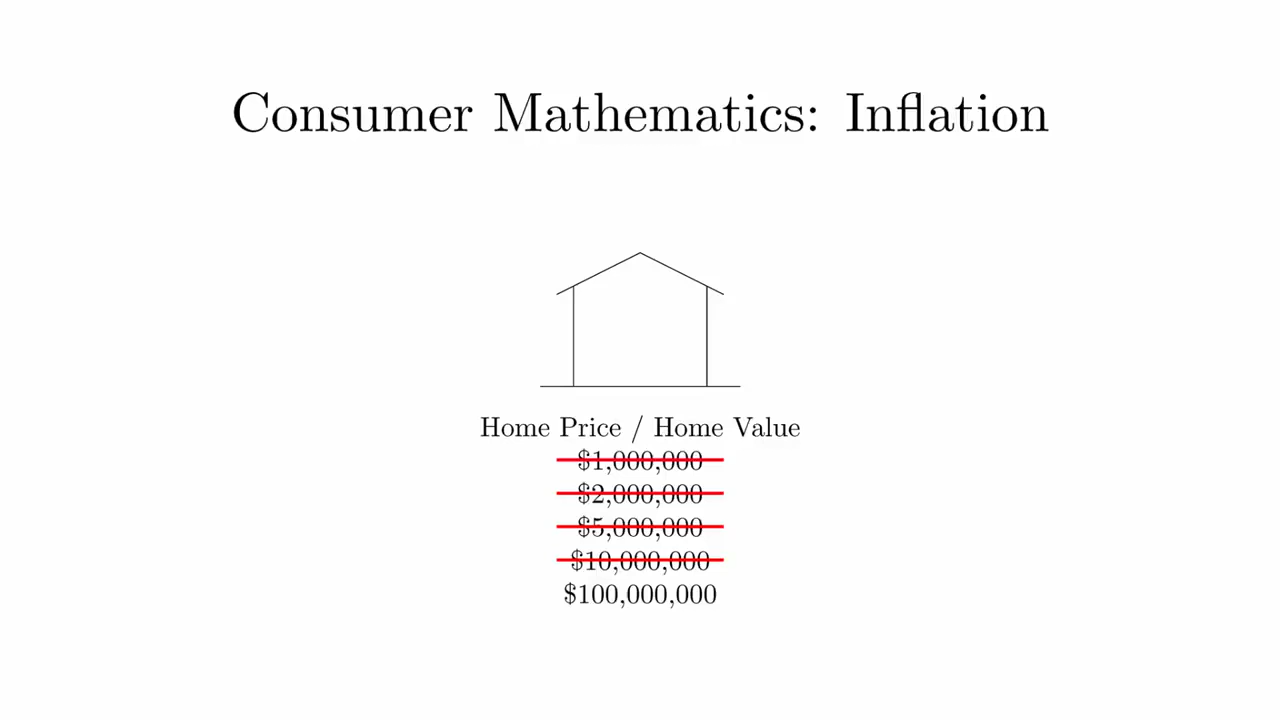 Consumer Mathematics: Inflation
Home Price / Home Value
$1,000,000
$2,000,000
$5,000,000
$10,000,000
$100,000,000